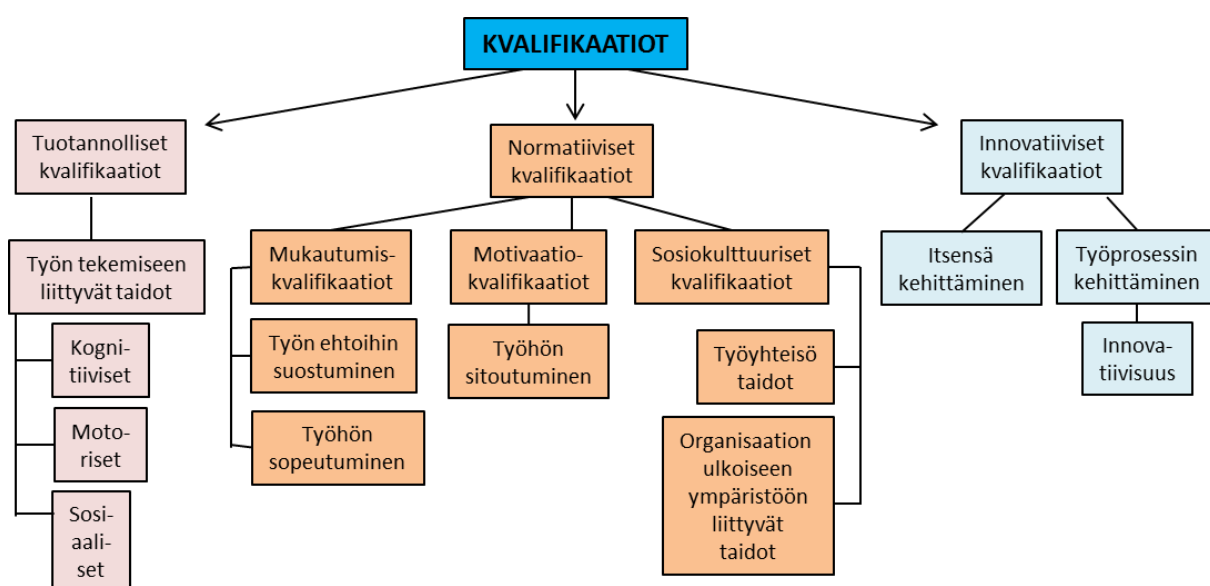 KVALIFIKAATIOT
Tuotannolliset
kvalifikaatiot
Normatiiviset
kvalifikaatiot
Innovatiiviset
kvalifikaatiot
Työn tekemiseen
liittyvät taidot
Kogni-
tiiviset
Moto-
riset
Sosi-
aali-
set
Mukautumis-
kvalifikaatiot
Työn ehtoihin
suostuminen
Työhön
sopeutuminen
Motivaatio-
kvalifikaatiot
Työhön
sitoutuminen
Sosiokulttuuriset
kvalifikaatiot
Työyhteisö
taidot
Organisaation
ulkoiseen
ympäristöön
liittyvät
taidot
Itsensä
kehittäminen
Työprosessin
kehittäminen
Innova-
tiivisuus